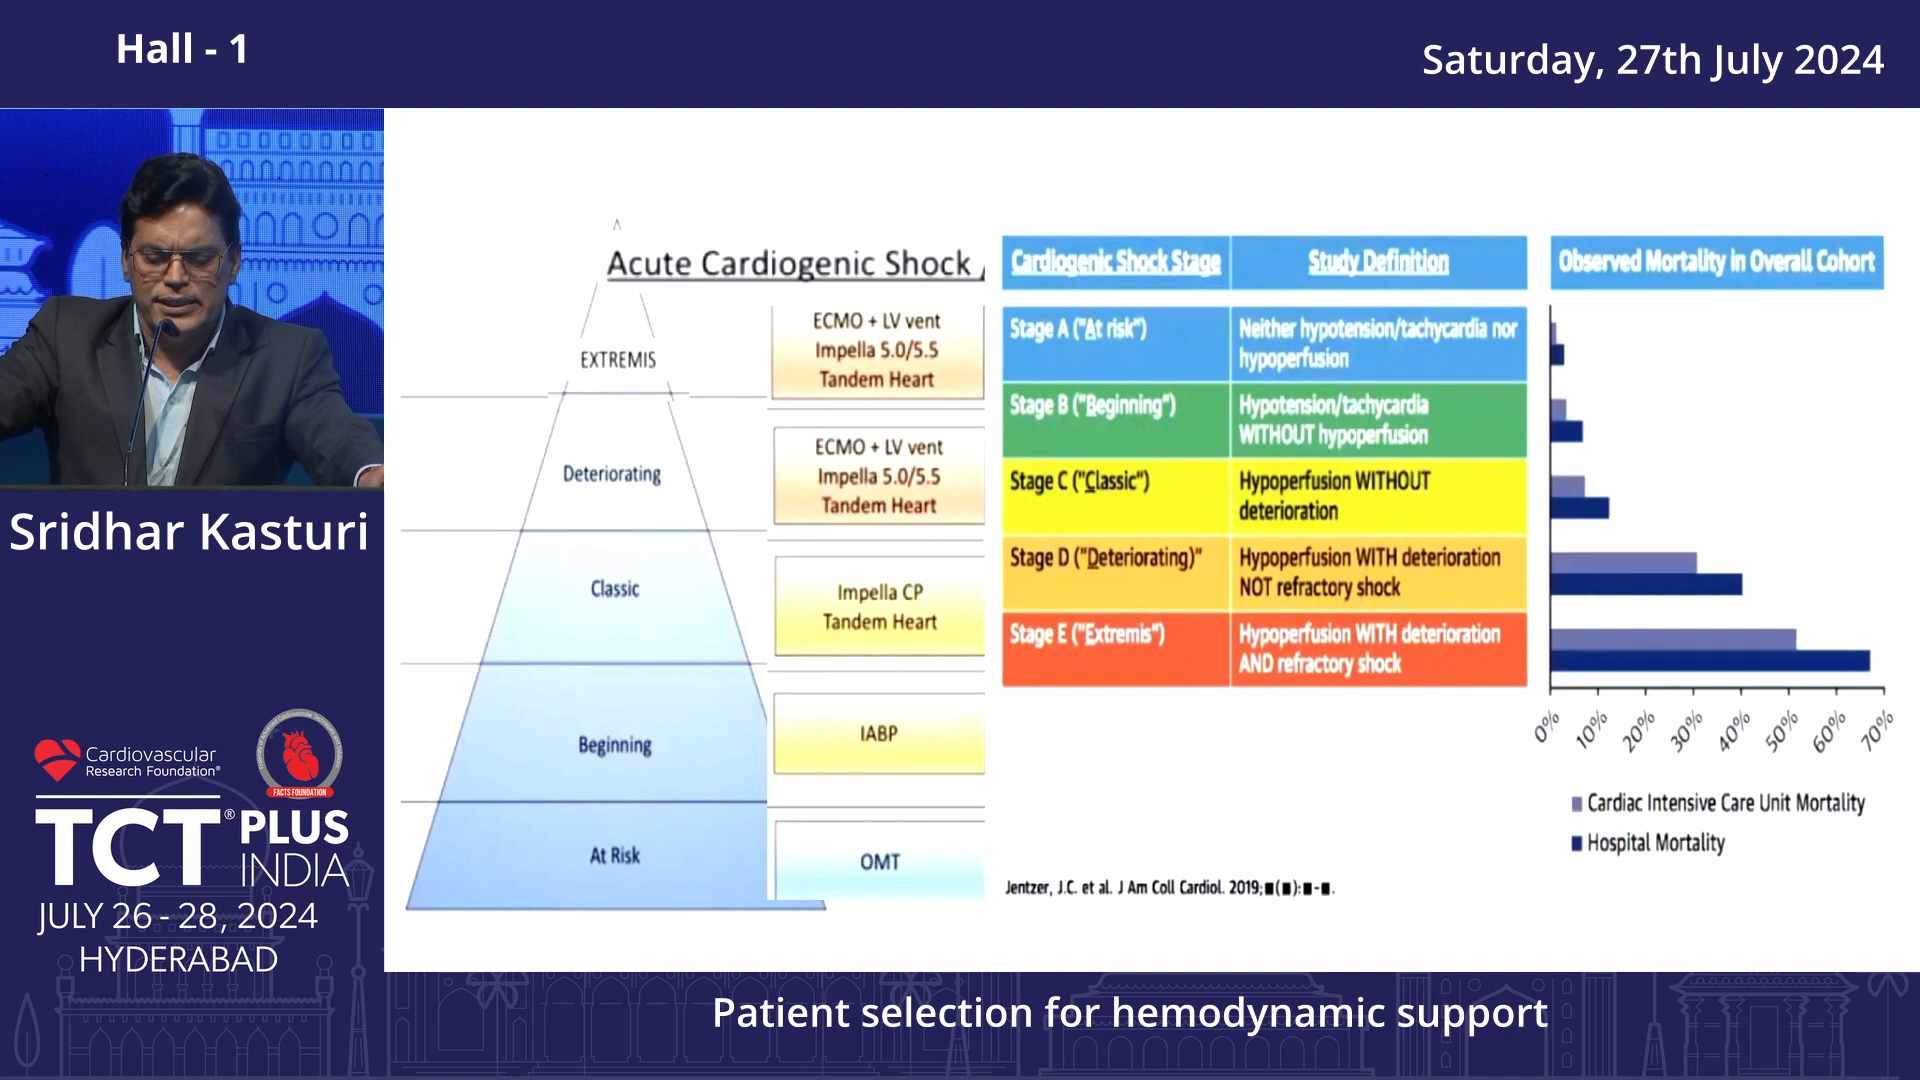 Hall - 1
Saturday, 27th July 2024
Sridhar Kasturi
Cardiovascular
Research Foundation®
FACTS FOUNDATION
TCT® PLUS
INDIA
JULY 26 - 28, 2024
HYDERABAD
Acute Cardiogenic Shock
EXTREMIS
Deteriorating
Classic
Beginning
At Risk
ECMO + LV vent
Impella 5.0/5.5
Tandem Heart
ECMO + LV vent
Impella 5.0/5.5
Tandem Heart
Impella CP
Tandem Heart
IABP
OMT
Cardiogenic Shock Stage
Study Definition
Stage A ("At risk")
Neither hypotension/tachycardia nor
hypoperfusion
Stage B ("Beginning")
Hypotension/tachycardia
WITHOUT hypoperfusion
Stage C ("Classic")
Hypoperfusion WITHOUT
deterioration
Stage D ("Deteriorating)"
Hypoperfusion WITH deterioration
NOT refractory shock
Stage E ("Extremis")
Hypoperfusion WITH deterioration
AND refractory shock
Observed Mortality in Overall Cohort
0% 10% 20% 30% 40% 50% 60% 70%
Cardiac Intensive Care Unit Mortality
Hospital Mortality
Jentzer, J.C. et al. J Am Coll Cardiol. 2019;■(■):■-■.
Patient selection for hemodynamic support